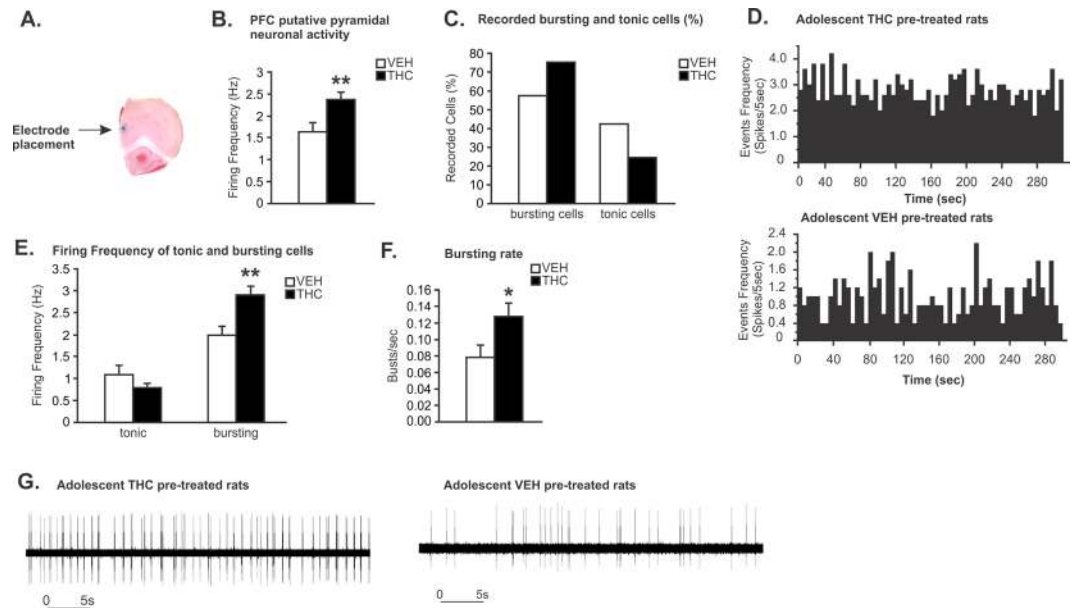 A.
Electrode
placement
B.
PFC putative pyramidal
neuronal activity
VEH
THC
**
Firing Frequency (Hz)
3
2.5
2
1.5
1
0.5
0
C.
Recorded bursting and tonic cells (%)
VEH
THC
Recorded Cells (%)
80
70
60
50
40
30
20
10
0
bursting cells
tonic cells
D.
Adolescent THC pre-treated rats
Events Frequency
(Spikes/5sec)
4.0
3.0
2.0
1.0
0
0 40 80 120 160 200 240 280
Time (sec)
Adolescent VEH pre-treated rats
Events Frequency
(Spikes/5sec)
2.4
2.0
1.6
1.2
0.8
0.4
0
0 40 80 120 160 200 240 280
Time (sec)
E.
Firing Frequency of tonic and bursting cells
VEH
THC
**
Firing Frequency (Hz)
3.5
3
2.5
2
1.5
1
0.5
0
tonic
bursting
F.
Bursting rate
VEH
THC
*
Busts/sec
0.16
0.14
0.12
0.10
0.08
0.06
0.04
0.02
0.00
G.
Adolescent THC pre-treated rats
0 5s
Adolescent VEH pre-treated rats
0 5s